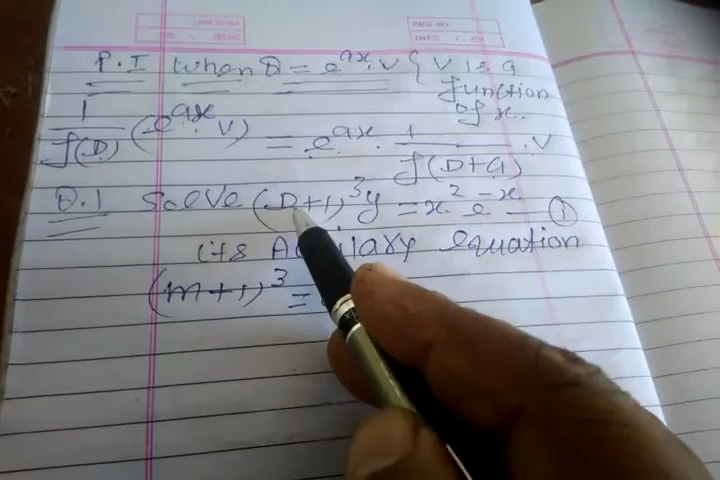 P.I when Q = e^ax.V { V is a function of x.
1/f(D) (e^ax.V) = e^ax. 1/f(D+a) .V
Q.1 Solve (D+1)^3 y = x^2 e^-x — ①
its Auxilary equation
(m+1)^3 =